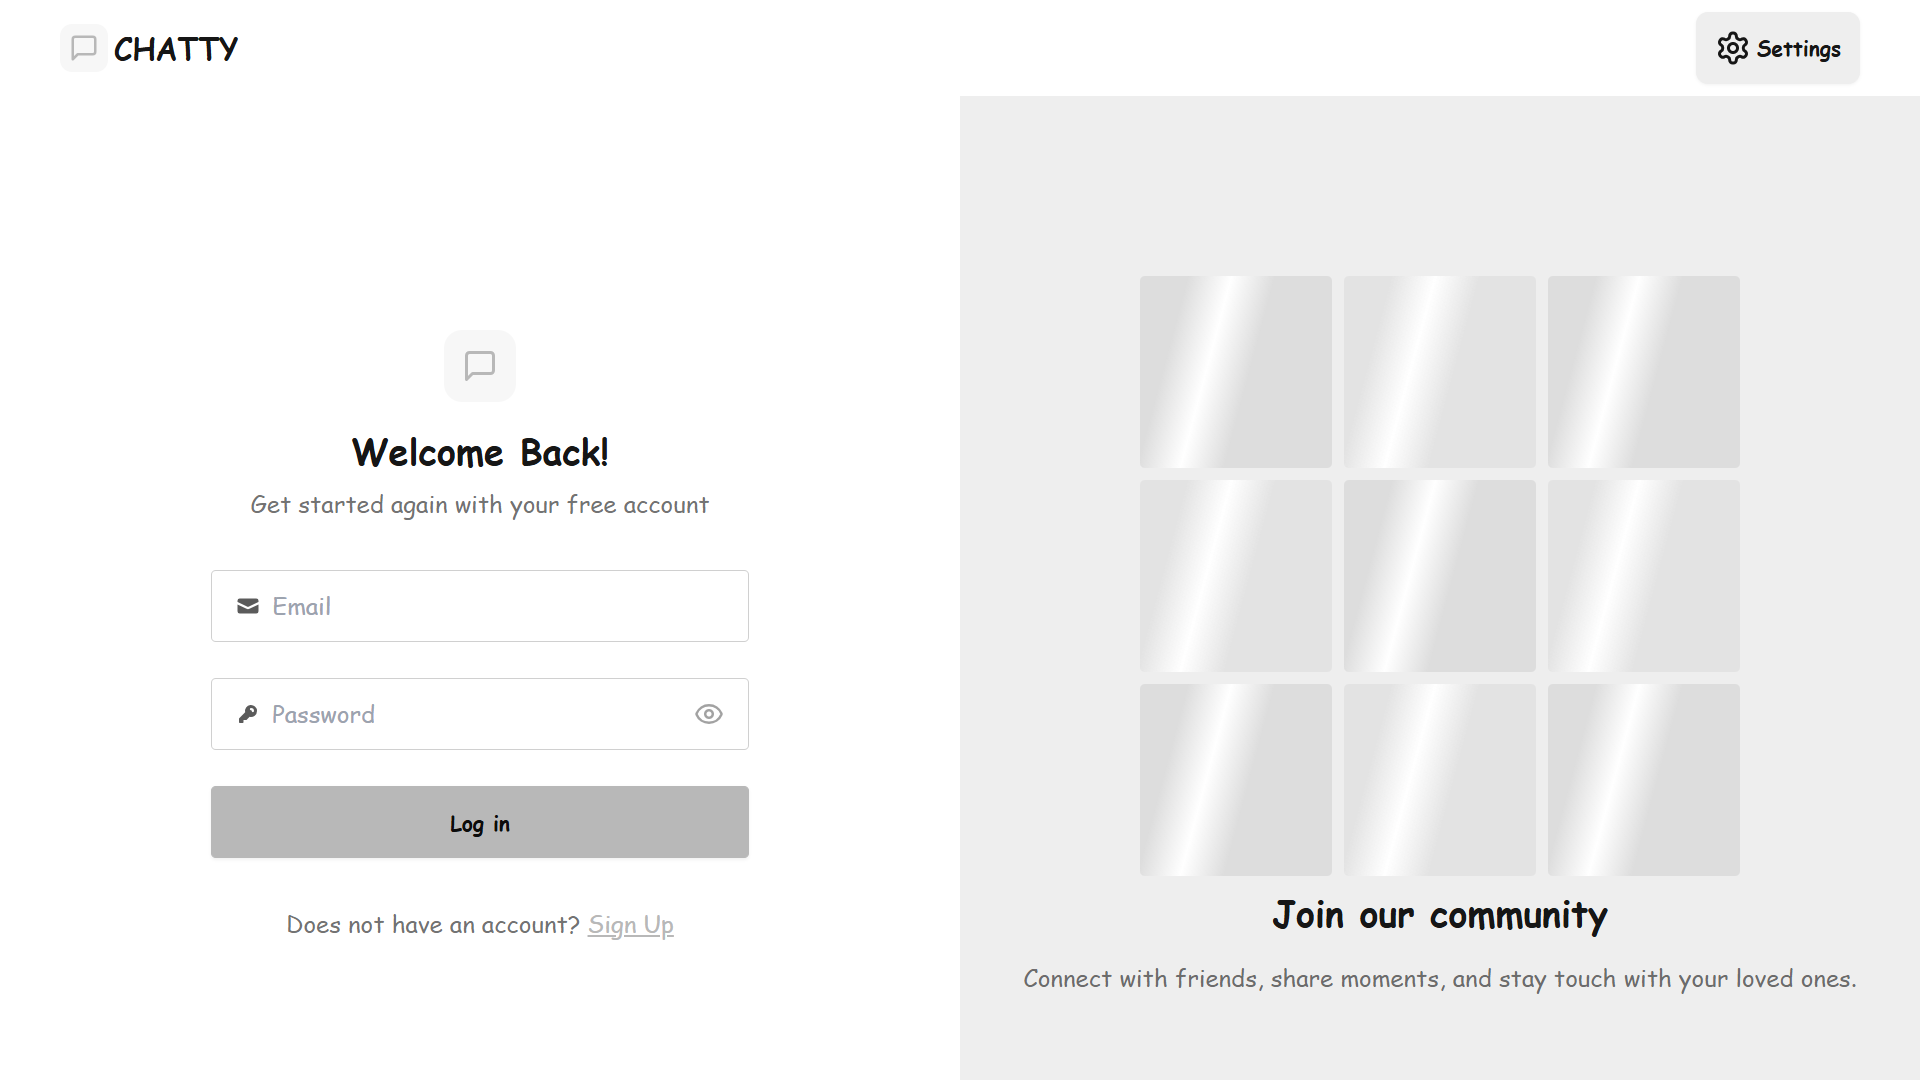 CHATTY
Settings
Welcome Back!
Get started again with your free account
Email
Password
Log in
Does not have an account? Sign Up
Join our community
Connect with friends, share moments, and stay touch with your loved ones.